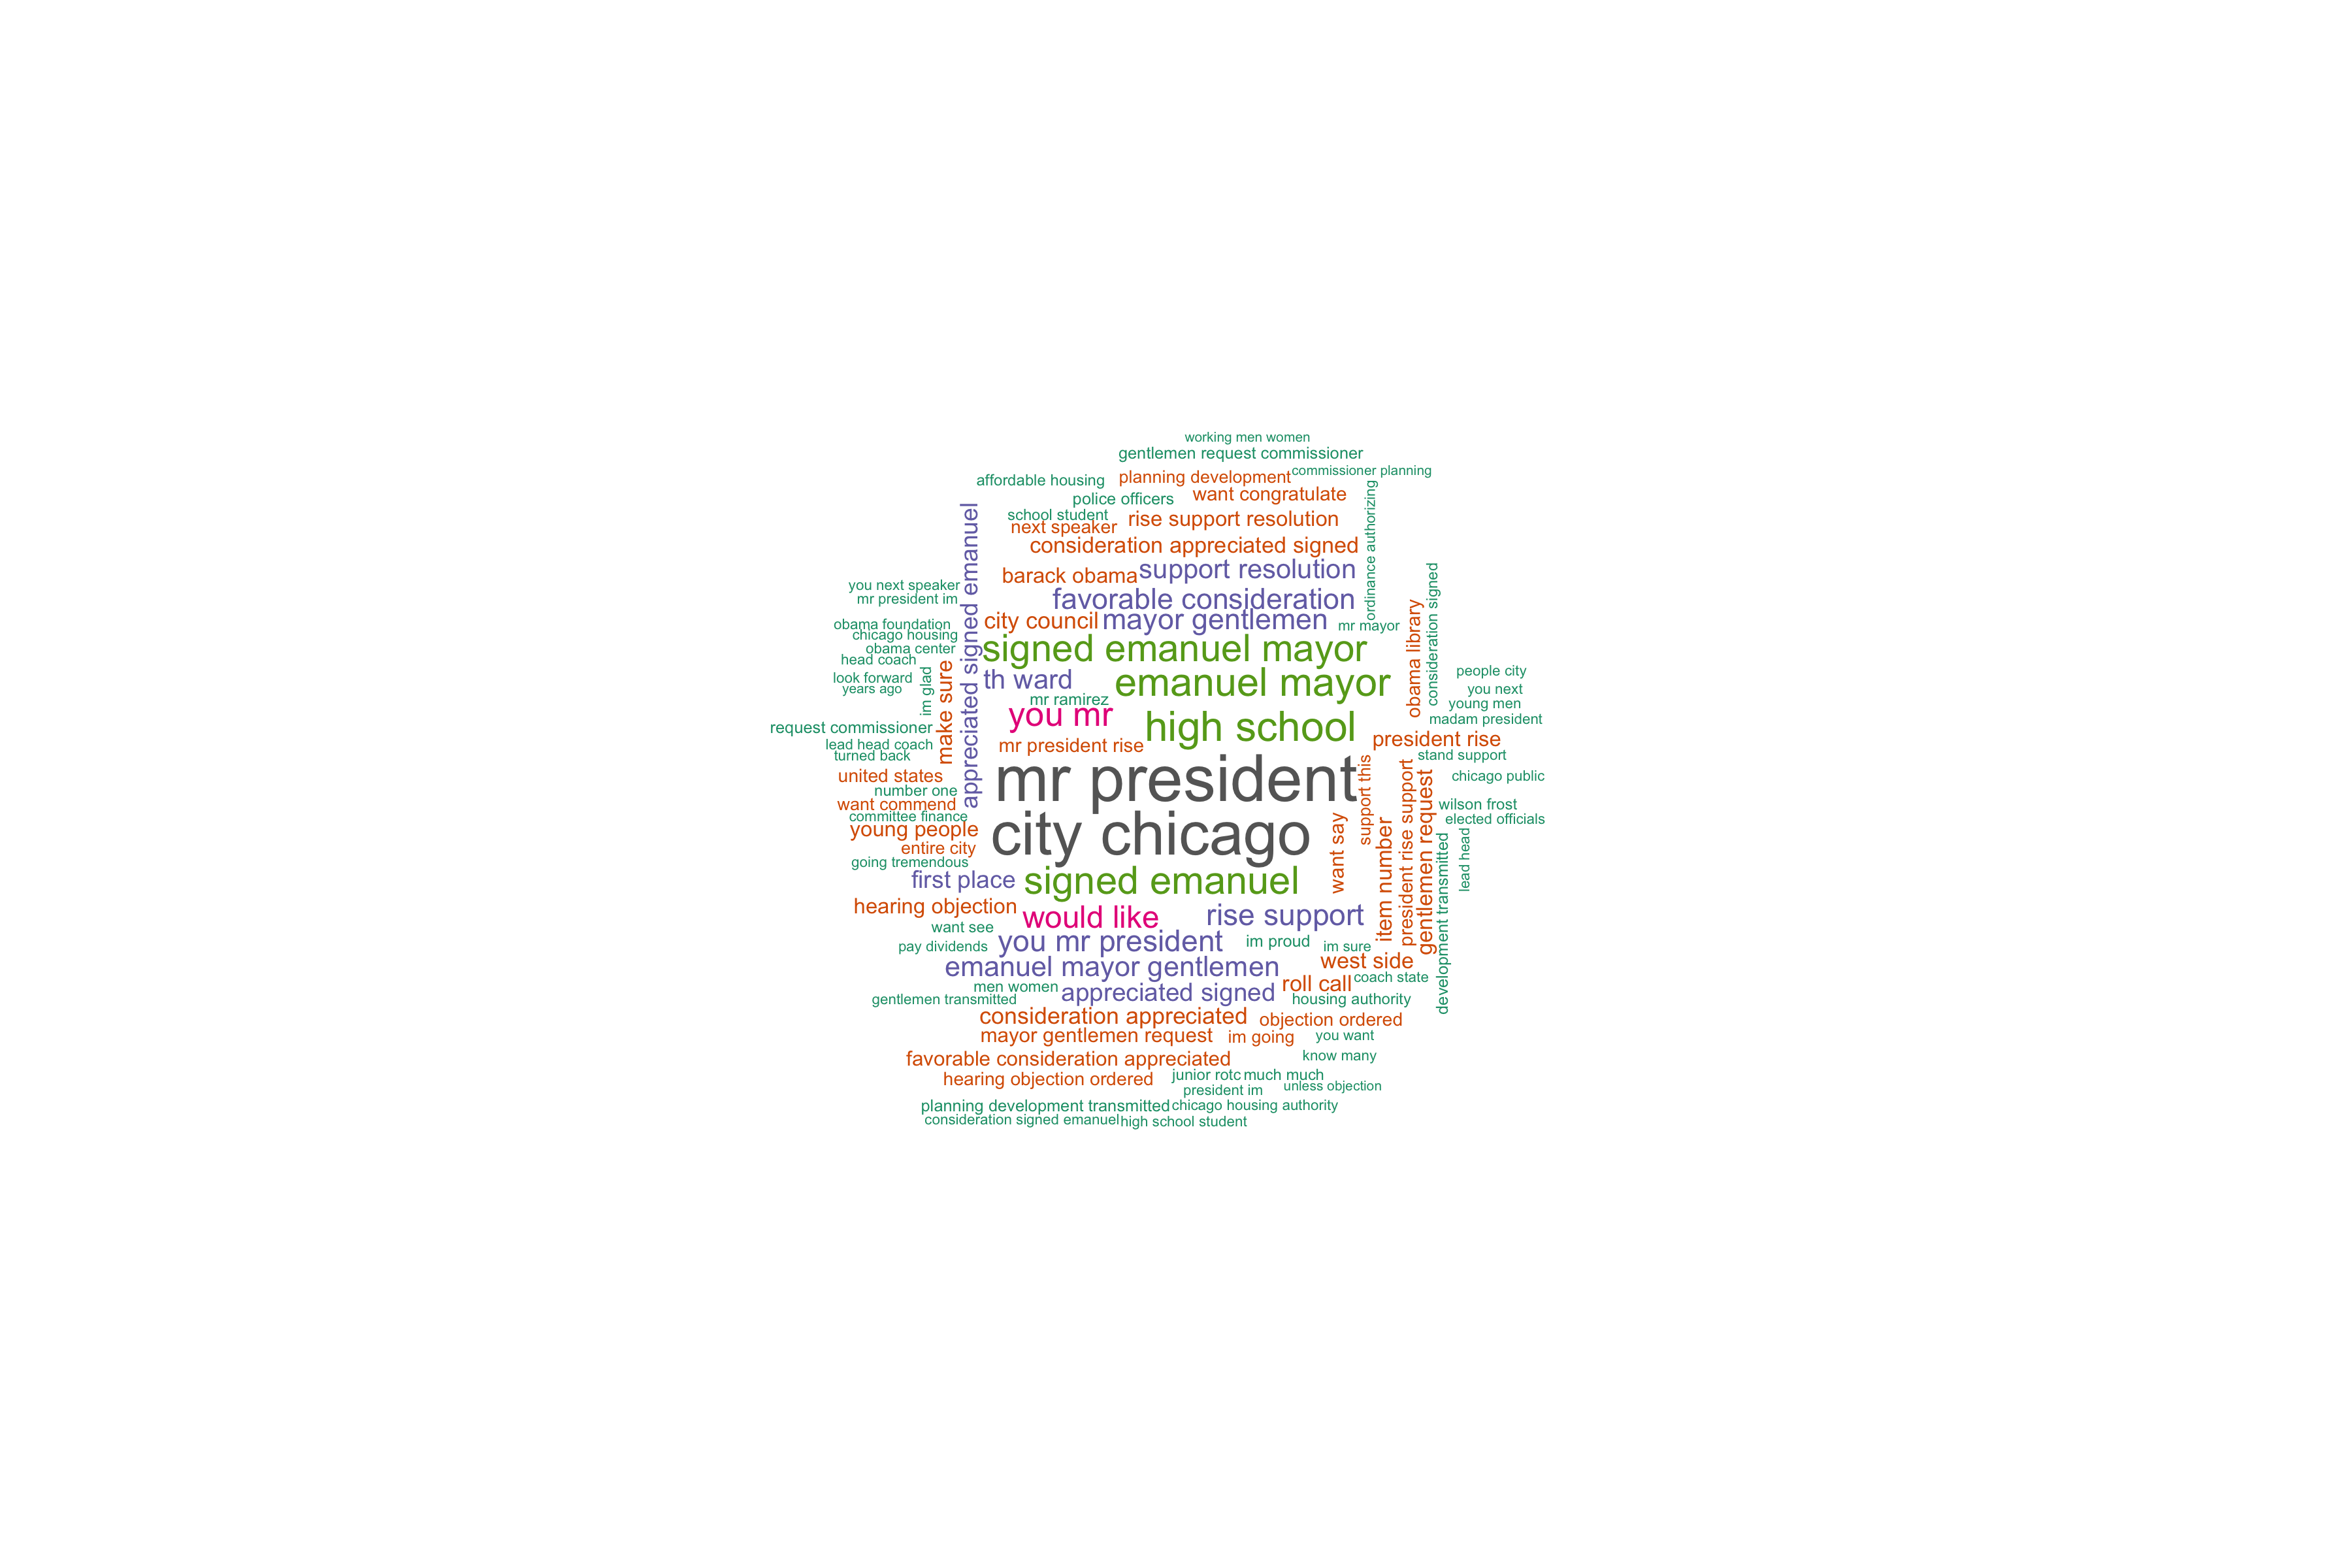 working men women
gentlemen request commissioner
commissioner planning
planning development
affordable housing
want congratulate
police officers
school student
rise support resolution
next speaker
consideration appreciated signed
ordinance authorizing
appreciated signed emanuel
support resolution
barack obama
you next speaker
mr president im
favorable consideration
consideration signed
obama library
city council
mayor gentlemen
mr mayor
obama foundation
chicago housing
obama center
signed emanuel mayor
head coach
people city
look forward
years ago
im glad
make sure
th ward
emanuel mayor
you next
mr ramirez
young men
you mr
madam president
request commissioner
high school
president rise
lead head coach
mr president rise
turned back
stand support
united states
mr president
support this
president rise support
gentlemen request
chicago public
number one
want commend
wilson frost
committee finance
elected officials
young people
city chicago
want say
item number
entire city
lead head
going tremendous
development transmitted
first place
signed emanuel
hearing objection
would like
rise support
want see
pay dividends
you mr president
im proud
im sure
emanuel mayor gentlemen
west side
men women
roll call
coach state
gentlemen transmitted
appreciated signed
housing authority
consideration appreciated
objection ordered
mayor gentlemen request
im going
you want
favorable consideration appreciated
know many
hearing objection ordered
junior rotc
much much
president im
unless objection
planning development transmitted
chicago housing authority
consideration signed emanuel
high school student